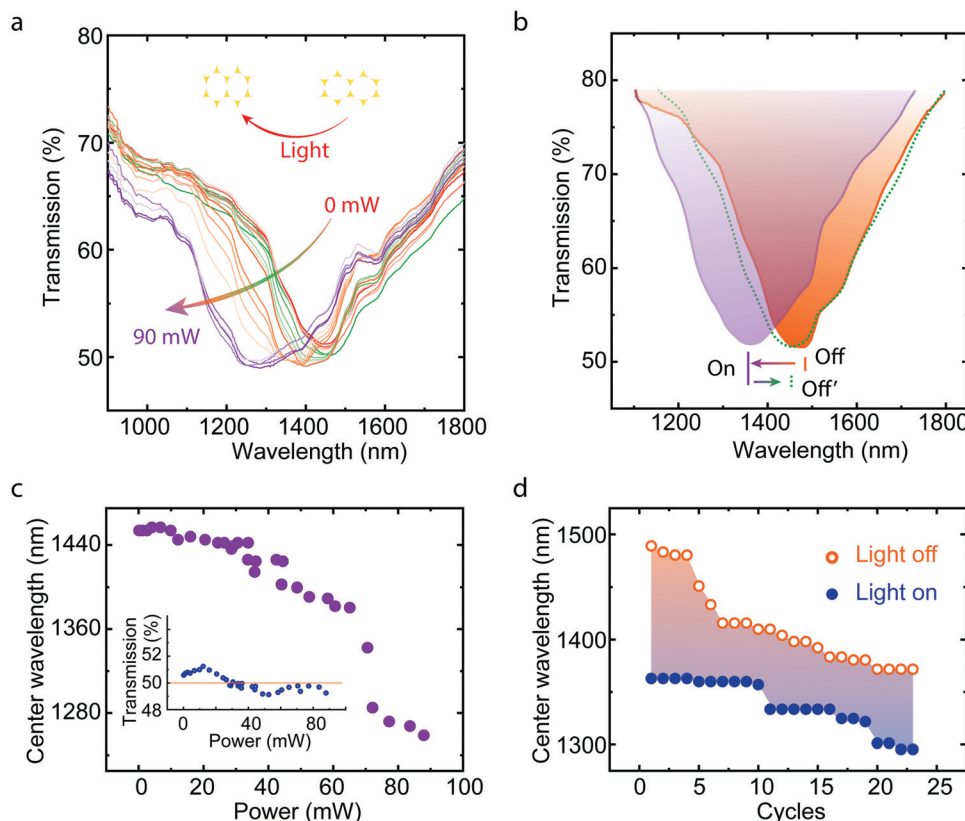 a
80
70
60
50
Transmission (%)
Light
0 mW
90 mW
1000 1200 1400 1600 1800
Wavelength (nm)
b
80
70
60
50
Transmission (%)
On
Off
Off′
1200 1400 1600 1800
Wavelength (nm)
c
1440
1360
1280
Center wavelength (nm)
Transmission (%)
51
50
48
0 40 80
Power (mW)
0 20 40 60 80 100
Power (mW)
d
1500
1400
1300
Center wavelength (nm)
Light off
Light on
0 5 10 15 20 25
Cycles